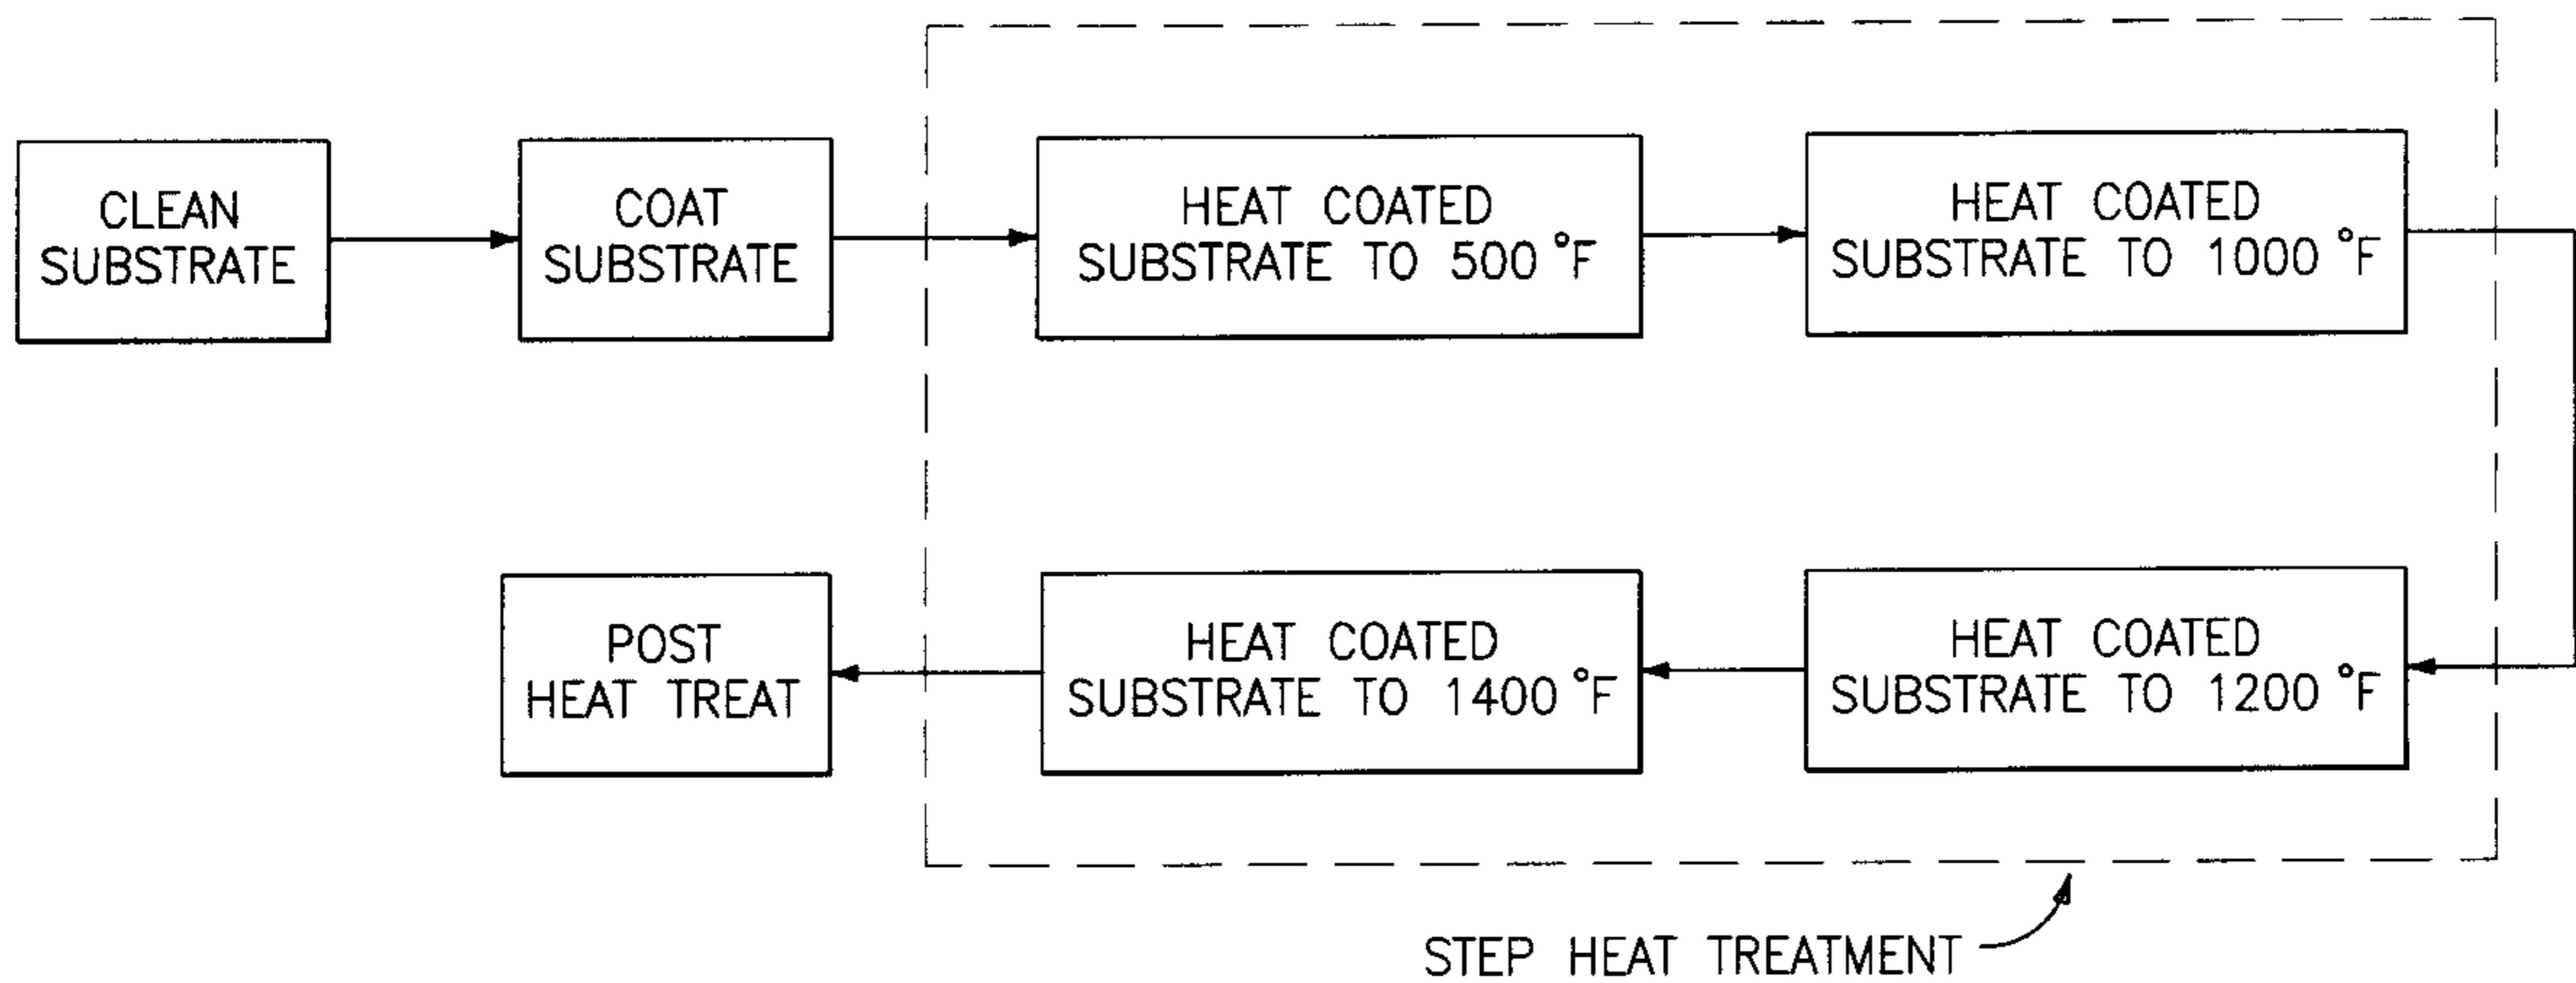 CLEAN
SUBSTRATE
COAT
SUBSTRATE
HEAT COATED
SUBSTRATE TO 500 °F
HEAT COATED
SUBSTRATE TO 1000 °F
HEAT COATED
SUBSTRATE TO 1200 °F
HEAT COATED
SUBSTRATE TO 1400 °F
POST
HEAT TREAT
STEP HEAT TREATMENT